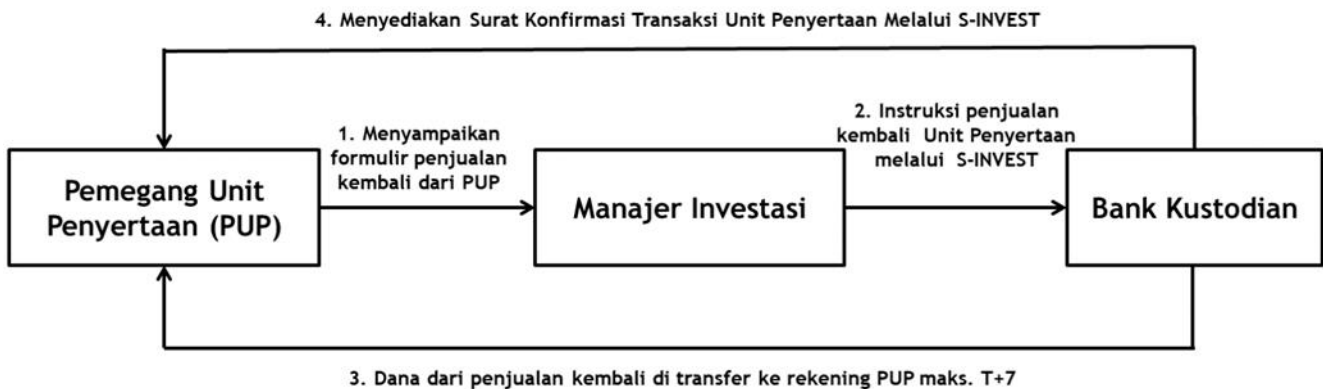 4. Menyediakan Surat Konfirmasi Transaksi Unit Penyertaan Melalui S-INVEST
1. Menyampaikan
formulir penjualan
kembali dari PUP
2. Instruksi penjualan
kembali Unit Penyertaan
melalui S-INVEST
Pemegang Unit
Penyertaan (PUP)
Manajer Investasi
Bank Kustodian
3. Dana dari penjualan kembali di transfer ke rekening PUP maks. T+7